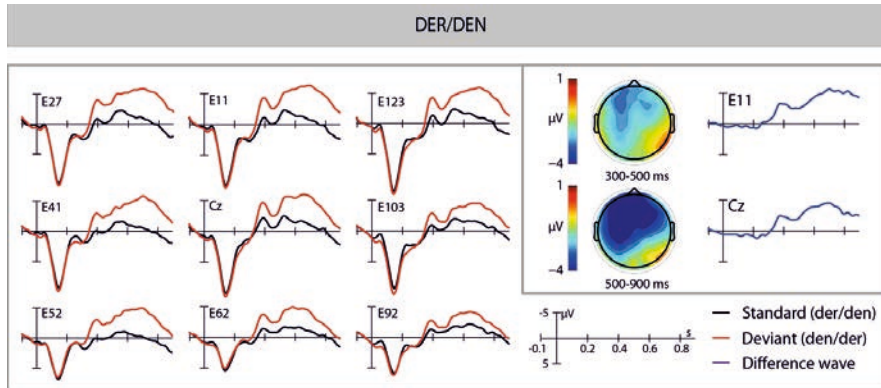 DER/DEN
E27
E11
E123
E41
Cz
E103
E52
E62
E92
1
μV
−4
300-500 ms
1
μV
−4
500-900 ms
E11
Cz
-5
μV
s
-0.1
0.2
0.4
0.6
0.8
5
Standard (der/den)
Deviant (den/der)
Difference wave